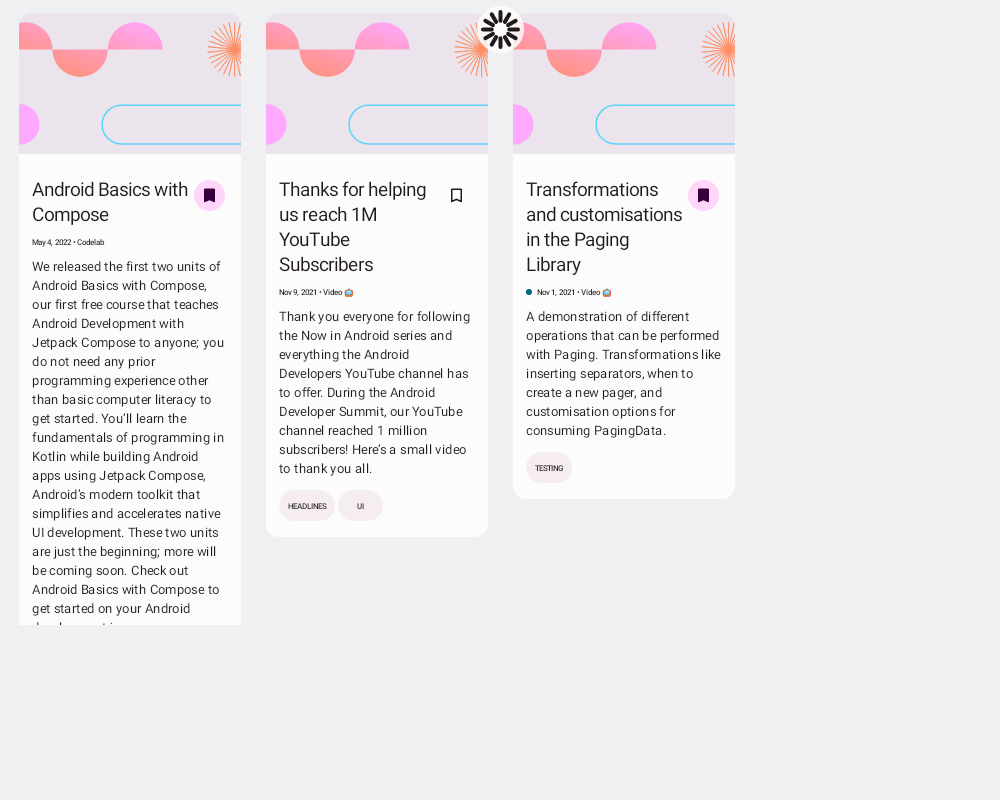 Android Basics with
Compose
May 4, 2022 • Codelab
We released the first two units of
Android Basics with Compose,
our first free course that teaches
Android Development with
Jetpack Compose to anyone; you
do not need any prior
programming experience other
than basic computer literacy to
get started. You’ll learn the
fundamentals of programming in
Kotlin while building Android
apps using Jetpack Compose,
Android’s modern toolkit that
simplifies and accelerates native
UI development. These two units
are just the beginning; more will
be coming soon. Check out
Android Basics with Compose to
get started on your Android
Thanks for helping
us reach 1M
YouTube
Subscribers
Nov 9, 2021 • Video 📺
Thank you everyone for following
the Now in Android series and
everything the Android
Developers YouTube channel has
to offer. During the Android
Developer Summit, our YouTube
channel reached 1 million
subscribers! Here’s a small video
to thank you all.
HEADLINES
UI
Transformations
and customisations
in the Paging
Library
Nov 1, 2021 • Video 📺
A demonstration of different
operations that can be performed
with Paging. Transformations like
inserting separators, when to
create a new pager, and
customisation options for
consuming PagingData.
TESTING